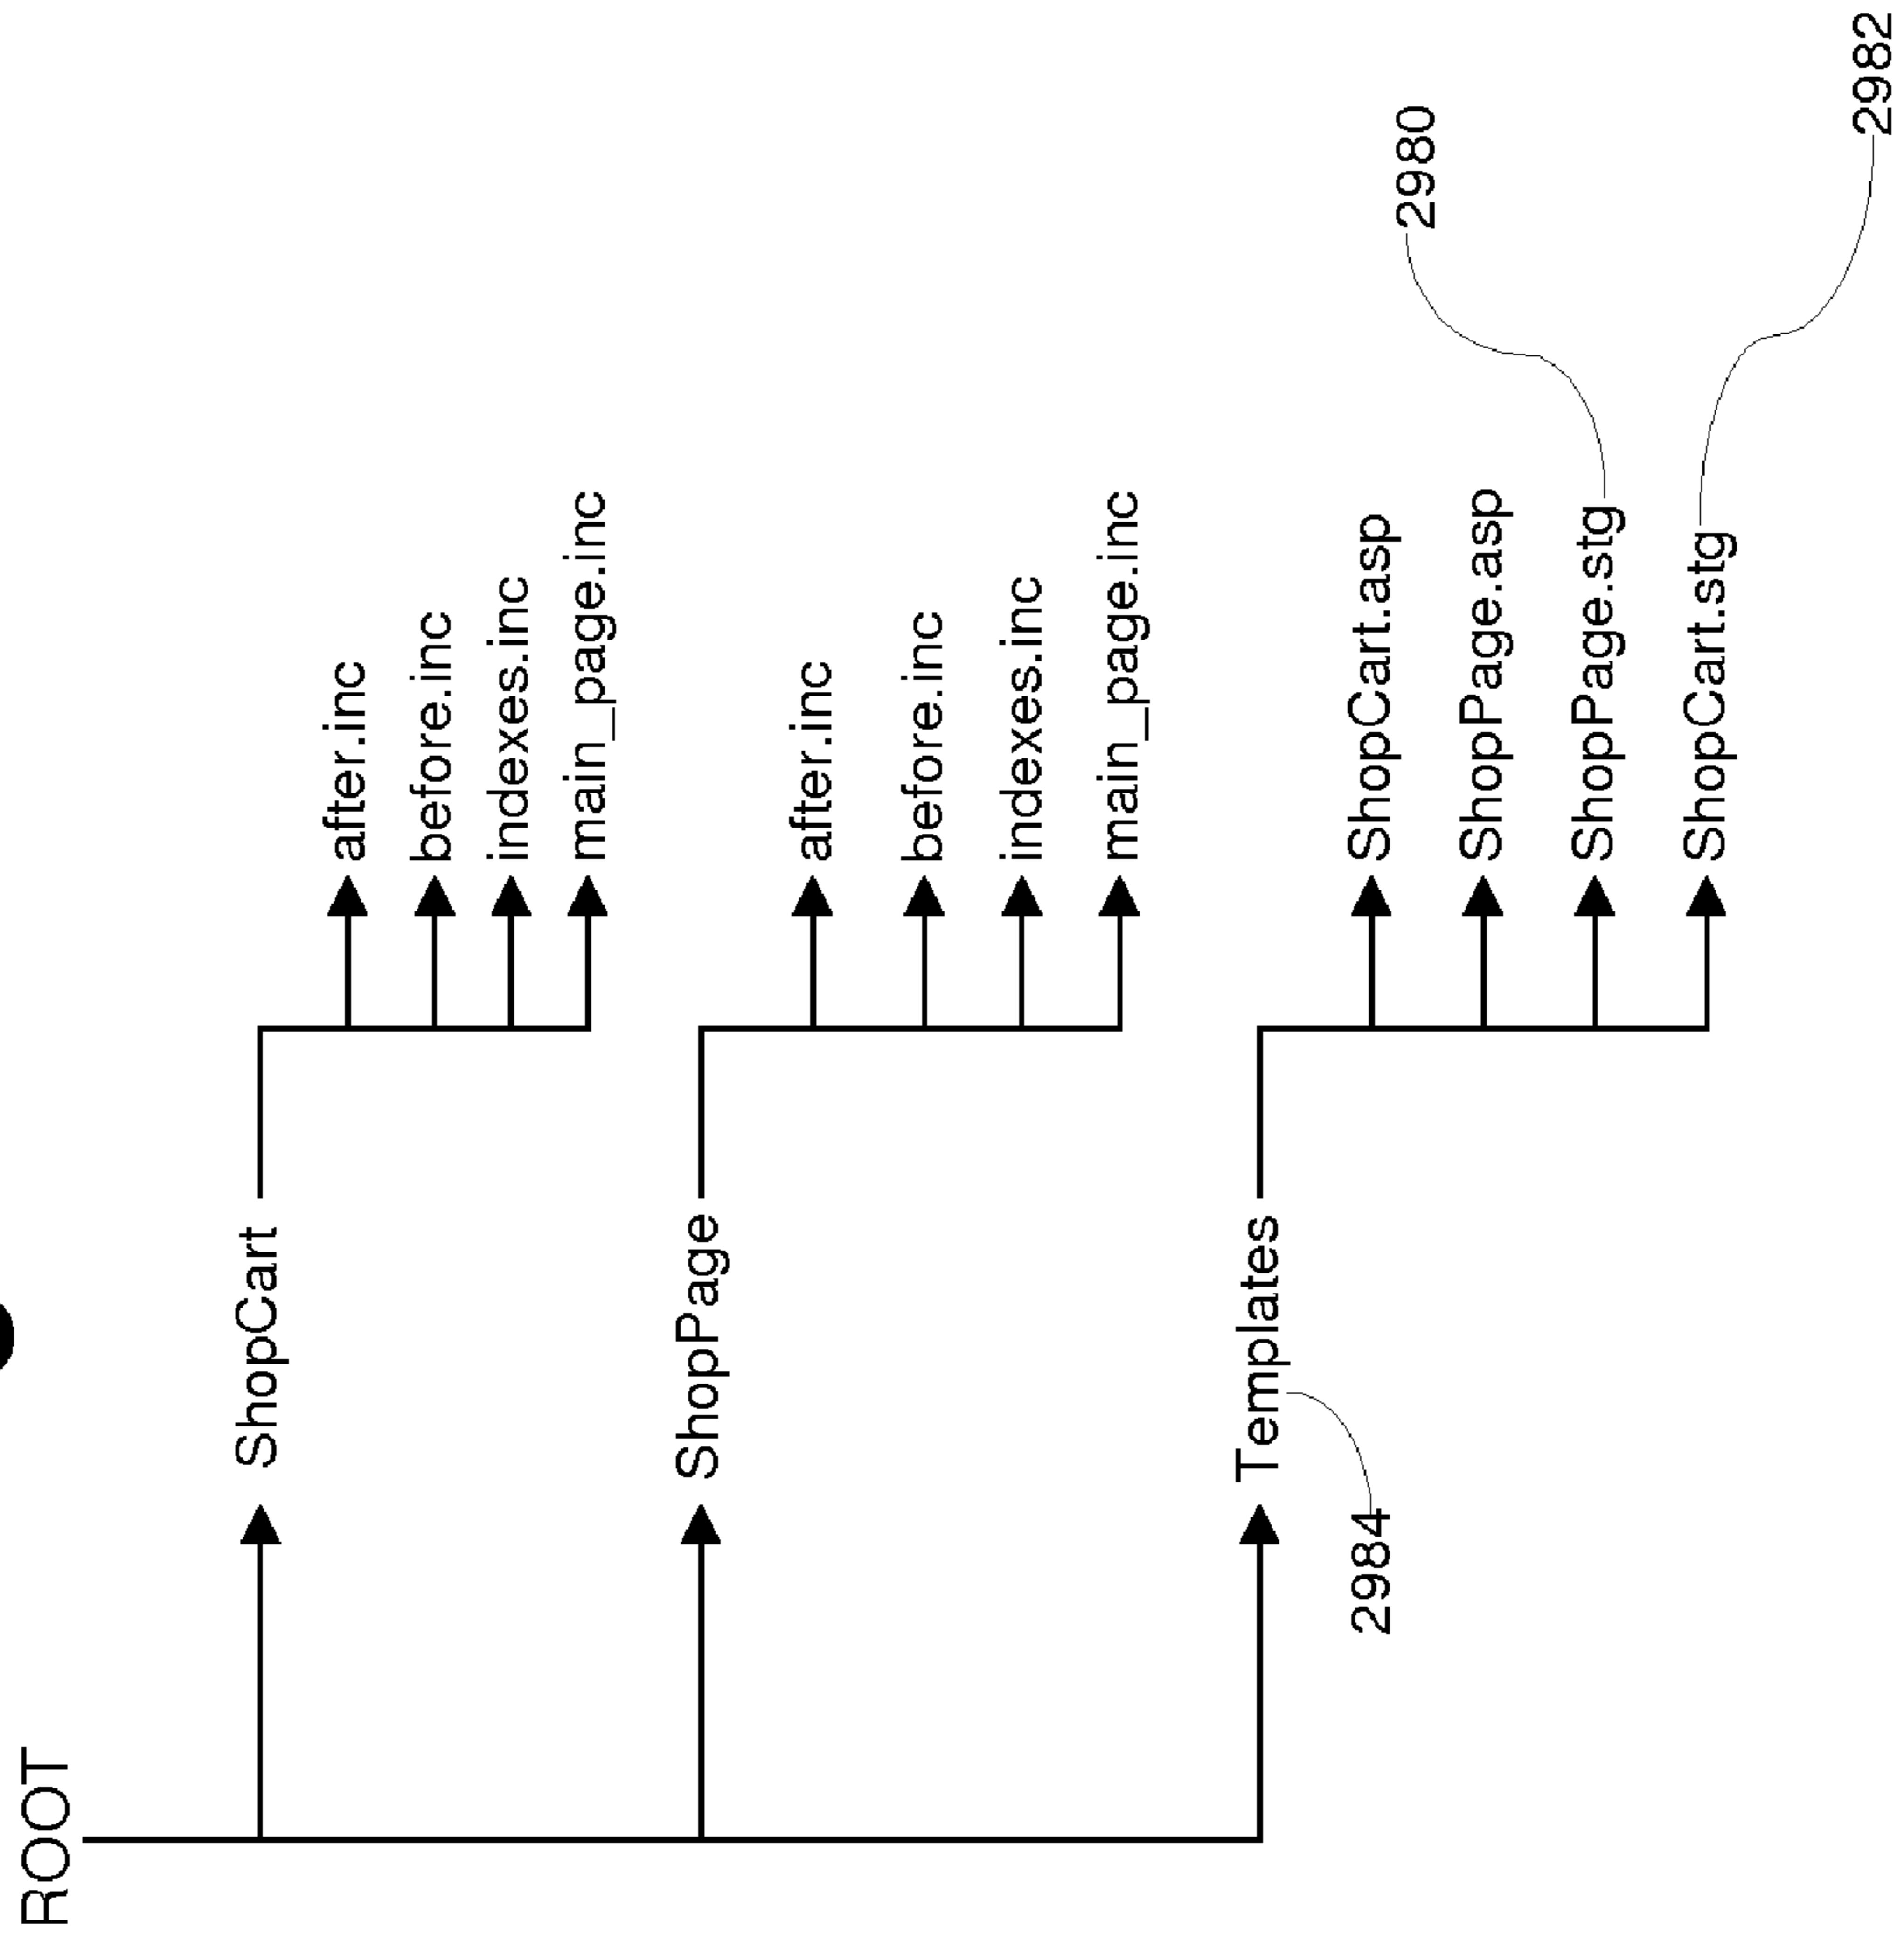 ROOT
ShopCart
after.inc
before.inc
indexes.inc
main_page.inc
ShopPage
after.inc
before.inc
indexes.inc
main_page.inc
Templates
2984
ShopCart.asp
ShopPage.asp
ShopPage.stg
2980
ShopCart.stg
2982